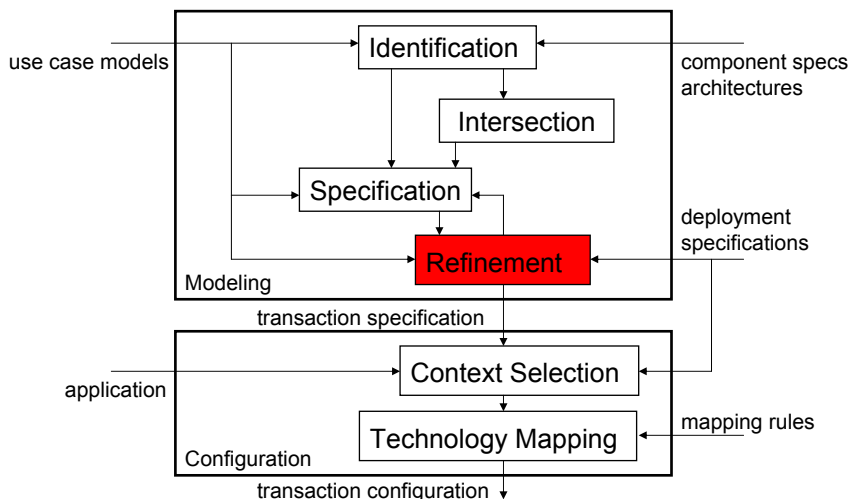 Identification
use case models
component specs
architectures
Intersection
Specification
deployment
specifications
Refinement
Modeling
transaction specification
Context Selection
application
mapping rules
Technology Mapping
Configuration
transaction configuration